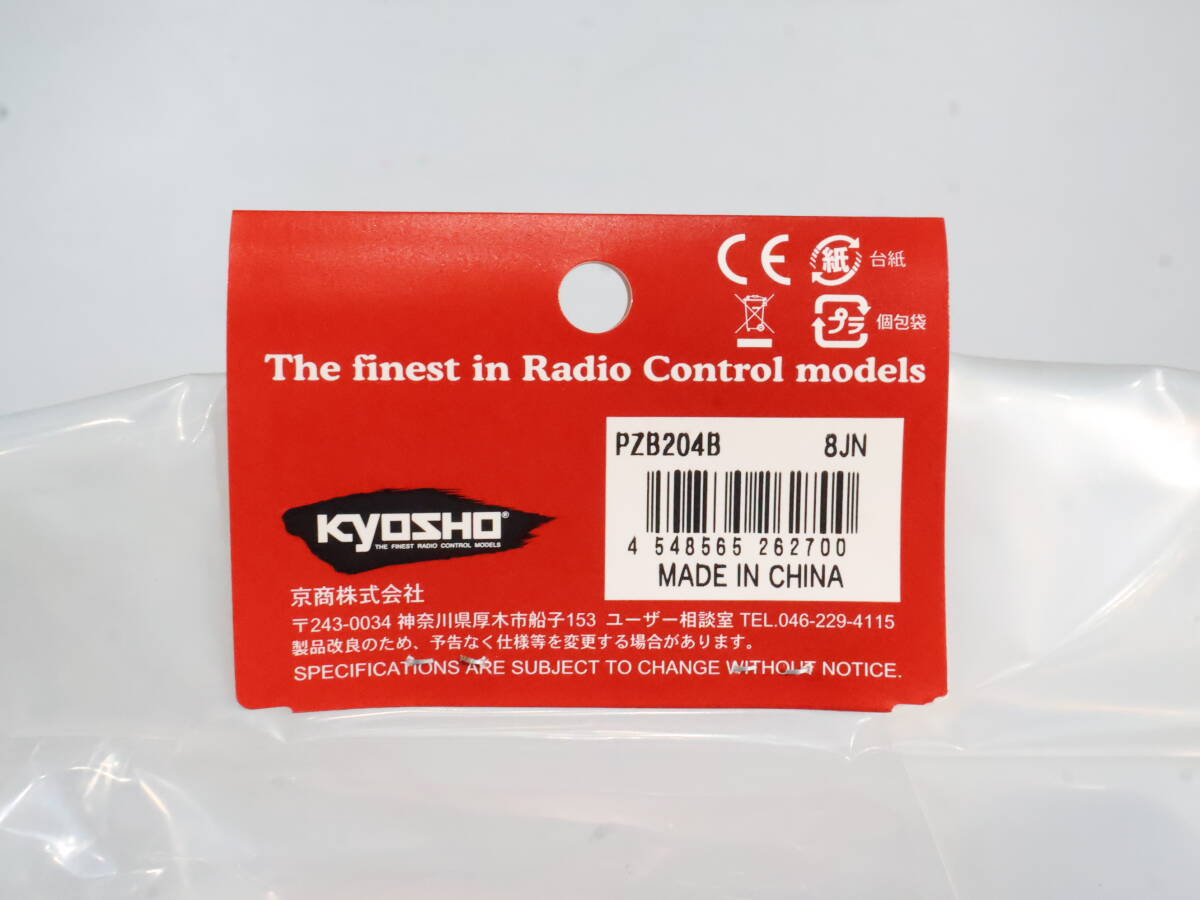 CE
紙 台紙
プラ 個包袋
The finest in Radio Control models
PZB204B 8JN
4 548565 262700
MADE IN CHINA
KYOSHO®
THE FINEST RADIO CONTROL MODELS
京商株式会社
〒243-0034 神奈川県厚木市船子153 ユーザー相談室 TEL.046-229-4115
製品改良のため、予告なく仕様等を変更する場合があります。
SPECIFICATIONS ARE SUBJECT TO CHANGE WITHOUT NOTICE.